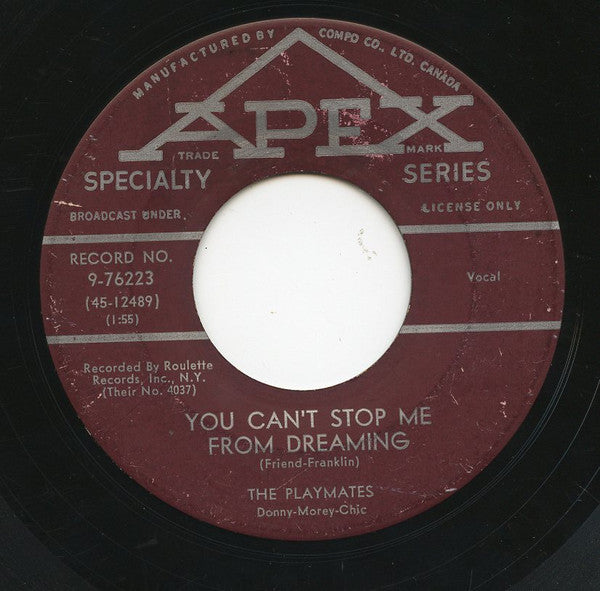 MANUFACTURED BY COMPO CO., LTD. CANADA
APEX
TRADE MARK
SPECIALTY SERIES
BROADCAST UNDER LICENSE ONLY
RECORD NO.
9-76223
(45-12489)
(1:55)
Vocal
Recorded By Roulette
Records, Inc., N.Y.
(Their No. 4037)
YOU CAN'T STOP ME
FROM DREAMING
(Friend-Franklin)
THE PLAYMATES
Donny-Morey-Chic